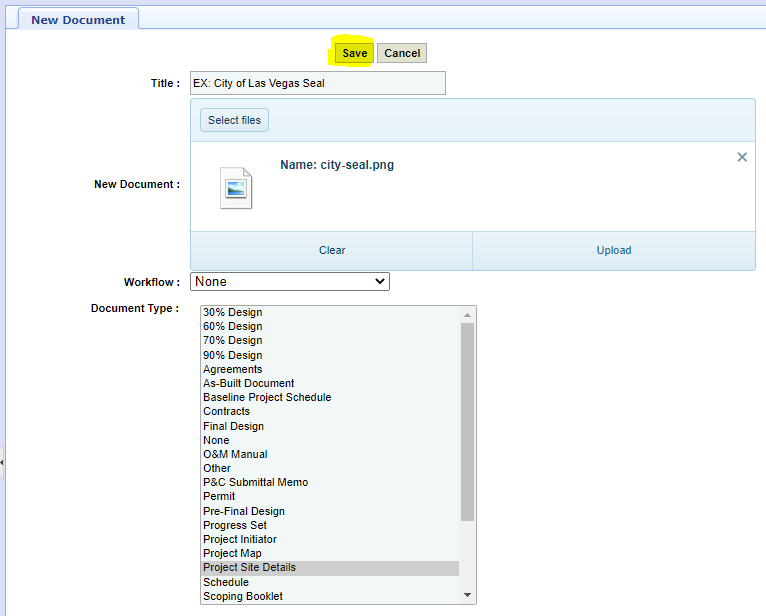 New Document
Save Cancel
Title : EX: City of Las Vegas Seal
Select files
Name: city-seal.png
New Document :
Clear Upload
Workflow : None
Document Type :
30% Design
60% Design
70% Design
90% Design
Agreements
As-Built Document
Baseline Project Schedule
Contracts
Final Design
None
O&M Manual
Other
P&C Submittal Memo
Permit
Pre-Final Design
Progress Set
Project Initiator
Project Map
Project Site Details
Schedule
Scoping Booklet